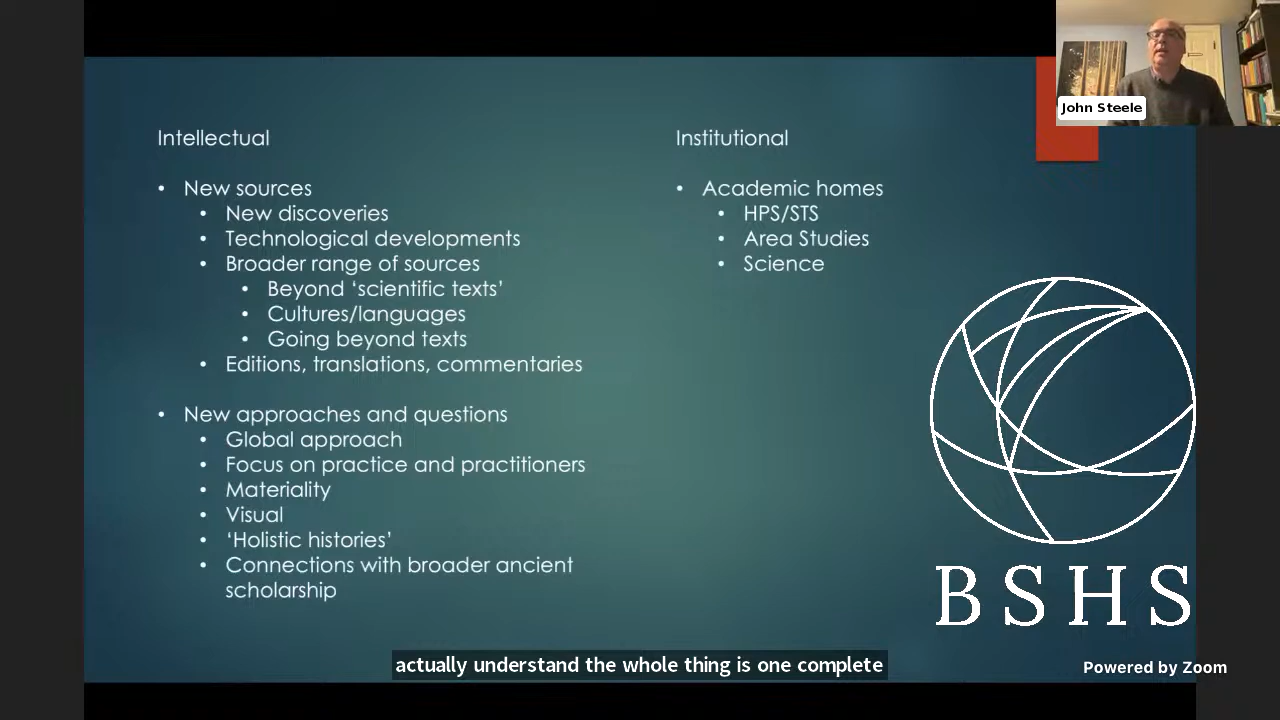 John Steele
Intellectual
• New sources
• New discoveries
• Technological developments
• Broader range of sources
• Beyond ‘scientific texts’
• Cultures/languages
• Going beyond texts
• Editions, translations, commentaries
• New approaches and questions
• Global approach
• Focus on practice and practitioners
• Materiality
• Visual
• ‘Holistic histories’
• Connections with broader ancient
scholarship
Institutional
• Academic homes
• HPS/STS
• Area Studies
• Science
BSHS
actually understand the whole thing is one complete
Powered by Zoom